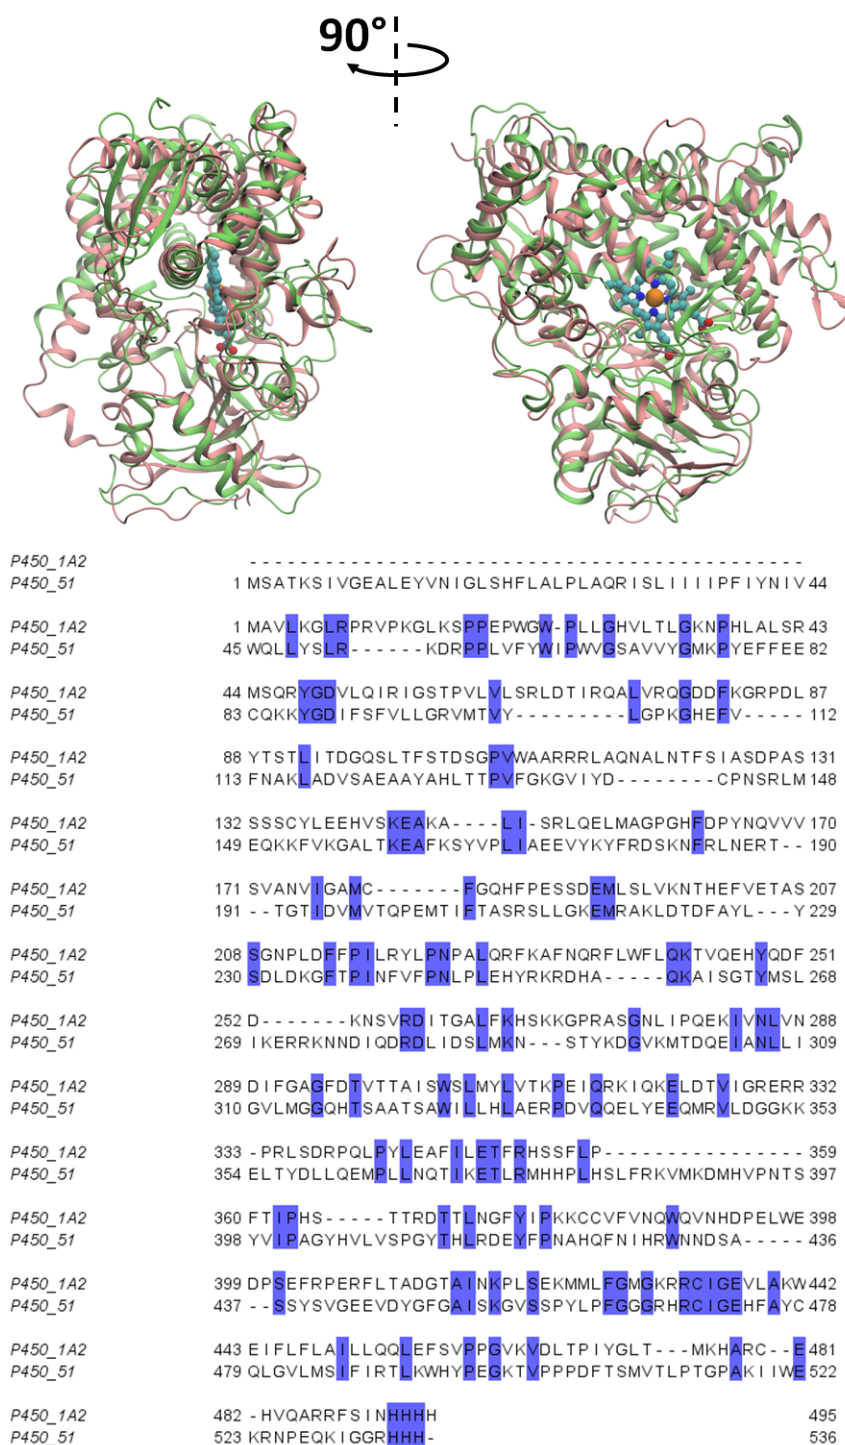 90°
P450_1A2 --------------------------------------------
P450_51 1 MSATKSIVGEALEYVNIGLSHFLALPLAQRISLIIIIPFIYNIV 44
P450_1A2 1 MAVLKGLRPRVPKGLKSPPEPWGW-PLLGHVLTLGKNPHLALSR 43
P450_51 45 WQLLYSLR------KDRPPLVFYWIPWVGSAVVYGMKPYEFFEE 82
P450_1A2 44 MSQRYGDVLQIRIGSTPVLVLSRLDTIRQALVRQGDDFKGRPDL 87
P450_51 83 CQKKYGDIFSFVLLGRVMTVY---------LGPKGHEFV----- 112
P450_1A2 88 YTSTLITDGQSLTFSTDSGPVWAARRRLAQNALNTFSIASDPAS 131
P450_51 113 FNAKLADVSAEAAYAHLTTPVFGKGVIYD--------CPNSRLM 148
P450_1A2 132 SSSCYLEEHVSKEAKA----LI-SRLQELMAGPGHFDPYNQVVV 170
P450_51 149 EQKKFVKGALTKEAFKSYVPLIAEEVYKYFRDSKNFRLNERT-- 190
P450_1A2 171 SVANVIGAMC-------FGQHFPESSDEMLSLVKNTHEFVETAS 207
P450_51 191 --TGTIDVMVTQPEMTIFTASRSLLGKEMRAKLDTDFAYL---Y 229
P450_1A2 208 SGNPLDFFPILRYLPNPALQRFKAFNQRFLWFLQKTVQEHYQDF 251
P450_51 230 SDLDKGFTPINFVFPNLPLEHYRKRDHA-----QKAISGTYMSL 268
P450_1A2 252 D-------KNSVRDITGALFKHSKKGPRASGNLIPQEKIVNLVN 288
P450_51 269 IKERRKNNDIQDRDLIDSLMKN---STYKDGVKMTDQEIANLLI 309
P450_1A2 289 DIFGAGFDTVTTAISWSLMYLVTKPEIQRKIQKELDTVIGRERR 332
P450_51 310 GVLMGGQHTSAATSAWILLHLAERPDVQQELYEEQMRVLDGGKK 353
P450_1A2 333 -PRLSDRPQLPYLEAFILETFRHSSFLP---------------- 359
P450_51 354 ELTYDLLQEMPLLNQTIKETLRMHHPLHSLFRKVMKDMHVPNTS 397
P450_1A2 360 FTIPHS-----TTRDTTLNGFYIPKKCCVFVNQWQVNHDPELWE 398
P450_51 398 YVIPAGYHVLVSPGYTHLRDEYFPNAHQFNIHRWNNDSA----- 436
P450_1A2 399 DPSEFRPERFLTADGTAINKPLSEKMMLFGMGKRRCIGEVLAKW 442
P450_51 437 --SSYSVGEEVDYGFGAISKGVSSPYLPFGGGRHRCIGEHFAYC 478
P450_1A2 443 EIFLFLAILLQQLEFSVPPGVKVDLTPIYGLT---MKHARC--E 481
P450_51 479 QLGVLMSIFIRTLKWHYPEGKTVPPPDFTSMVTLPTGPAKIIWE 522
P450_1A2 482 -HVQARRFSINHHHH 495
P450_51 523 KRNPEQKIGGRHHH- 536